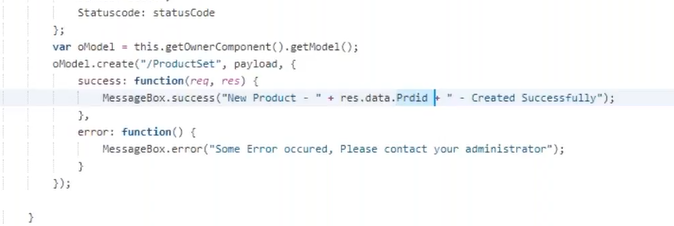 Statuscode: statusCode
};
var oModel = this.getOwnerComponent().getModel();
oModel.create("/ProductSet", payload, {
success: function(req, res) {
MessageBox.success("New Product - " + res.data.Prdid + " - Created Successfully");
},
error: function() {
MessageBox.error("Some Error occured, Please contact your administrator");
}
});
}